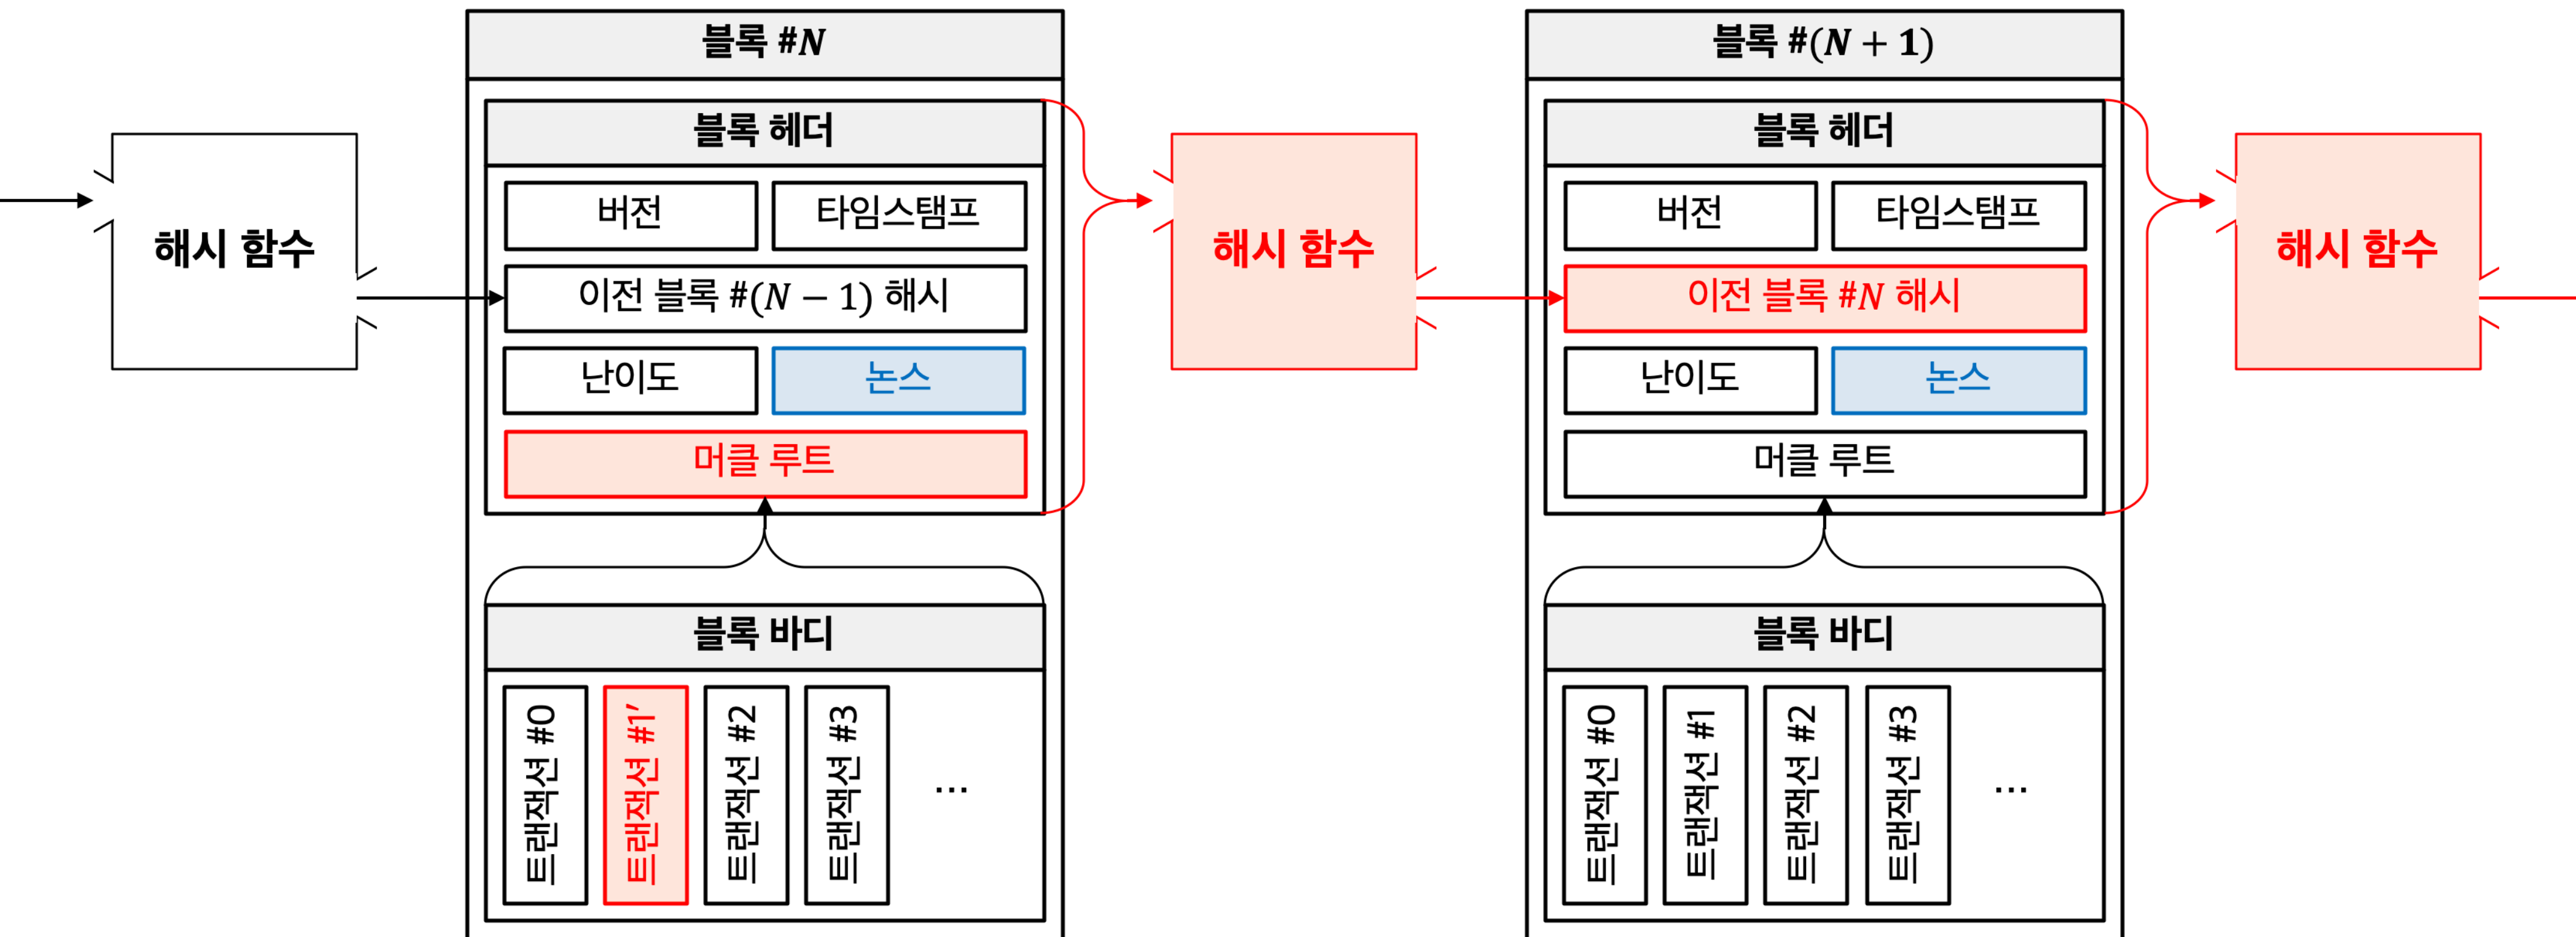 해시 함수
블록 #N
블록 헤더
버전
타임스탬프
이전 블록 #(N − 1) 해시
난이도
논스
머클 루트
블록 바디
트랜잭션 #0
트랜잭션 #1′
트랜잭션 #2
트랜잭션 #3
...
해시 함수
블록 #(N + 1)
블록 헤더
버전
타임스탬프
이전 블록 #N 해시
난이도
논스
머클 루트
블록 바디
트랜잭션 #0
트랜잭션 #1
트랜잭션 #2
트랜잭션 #3
...
해시 함수